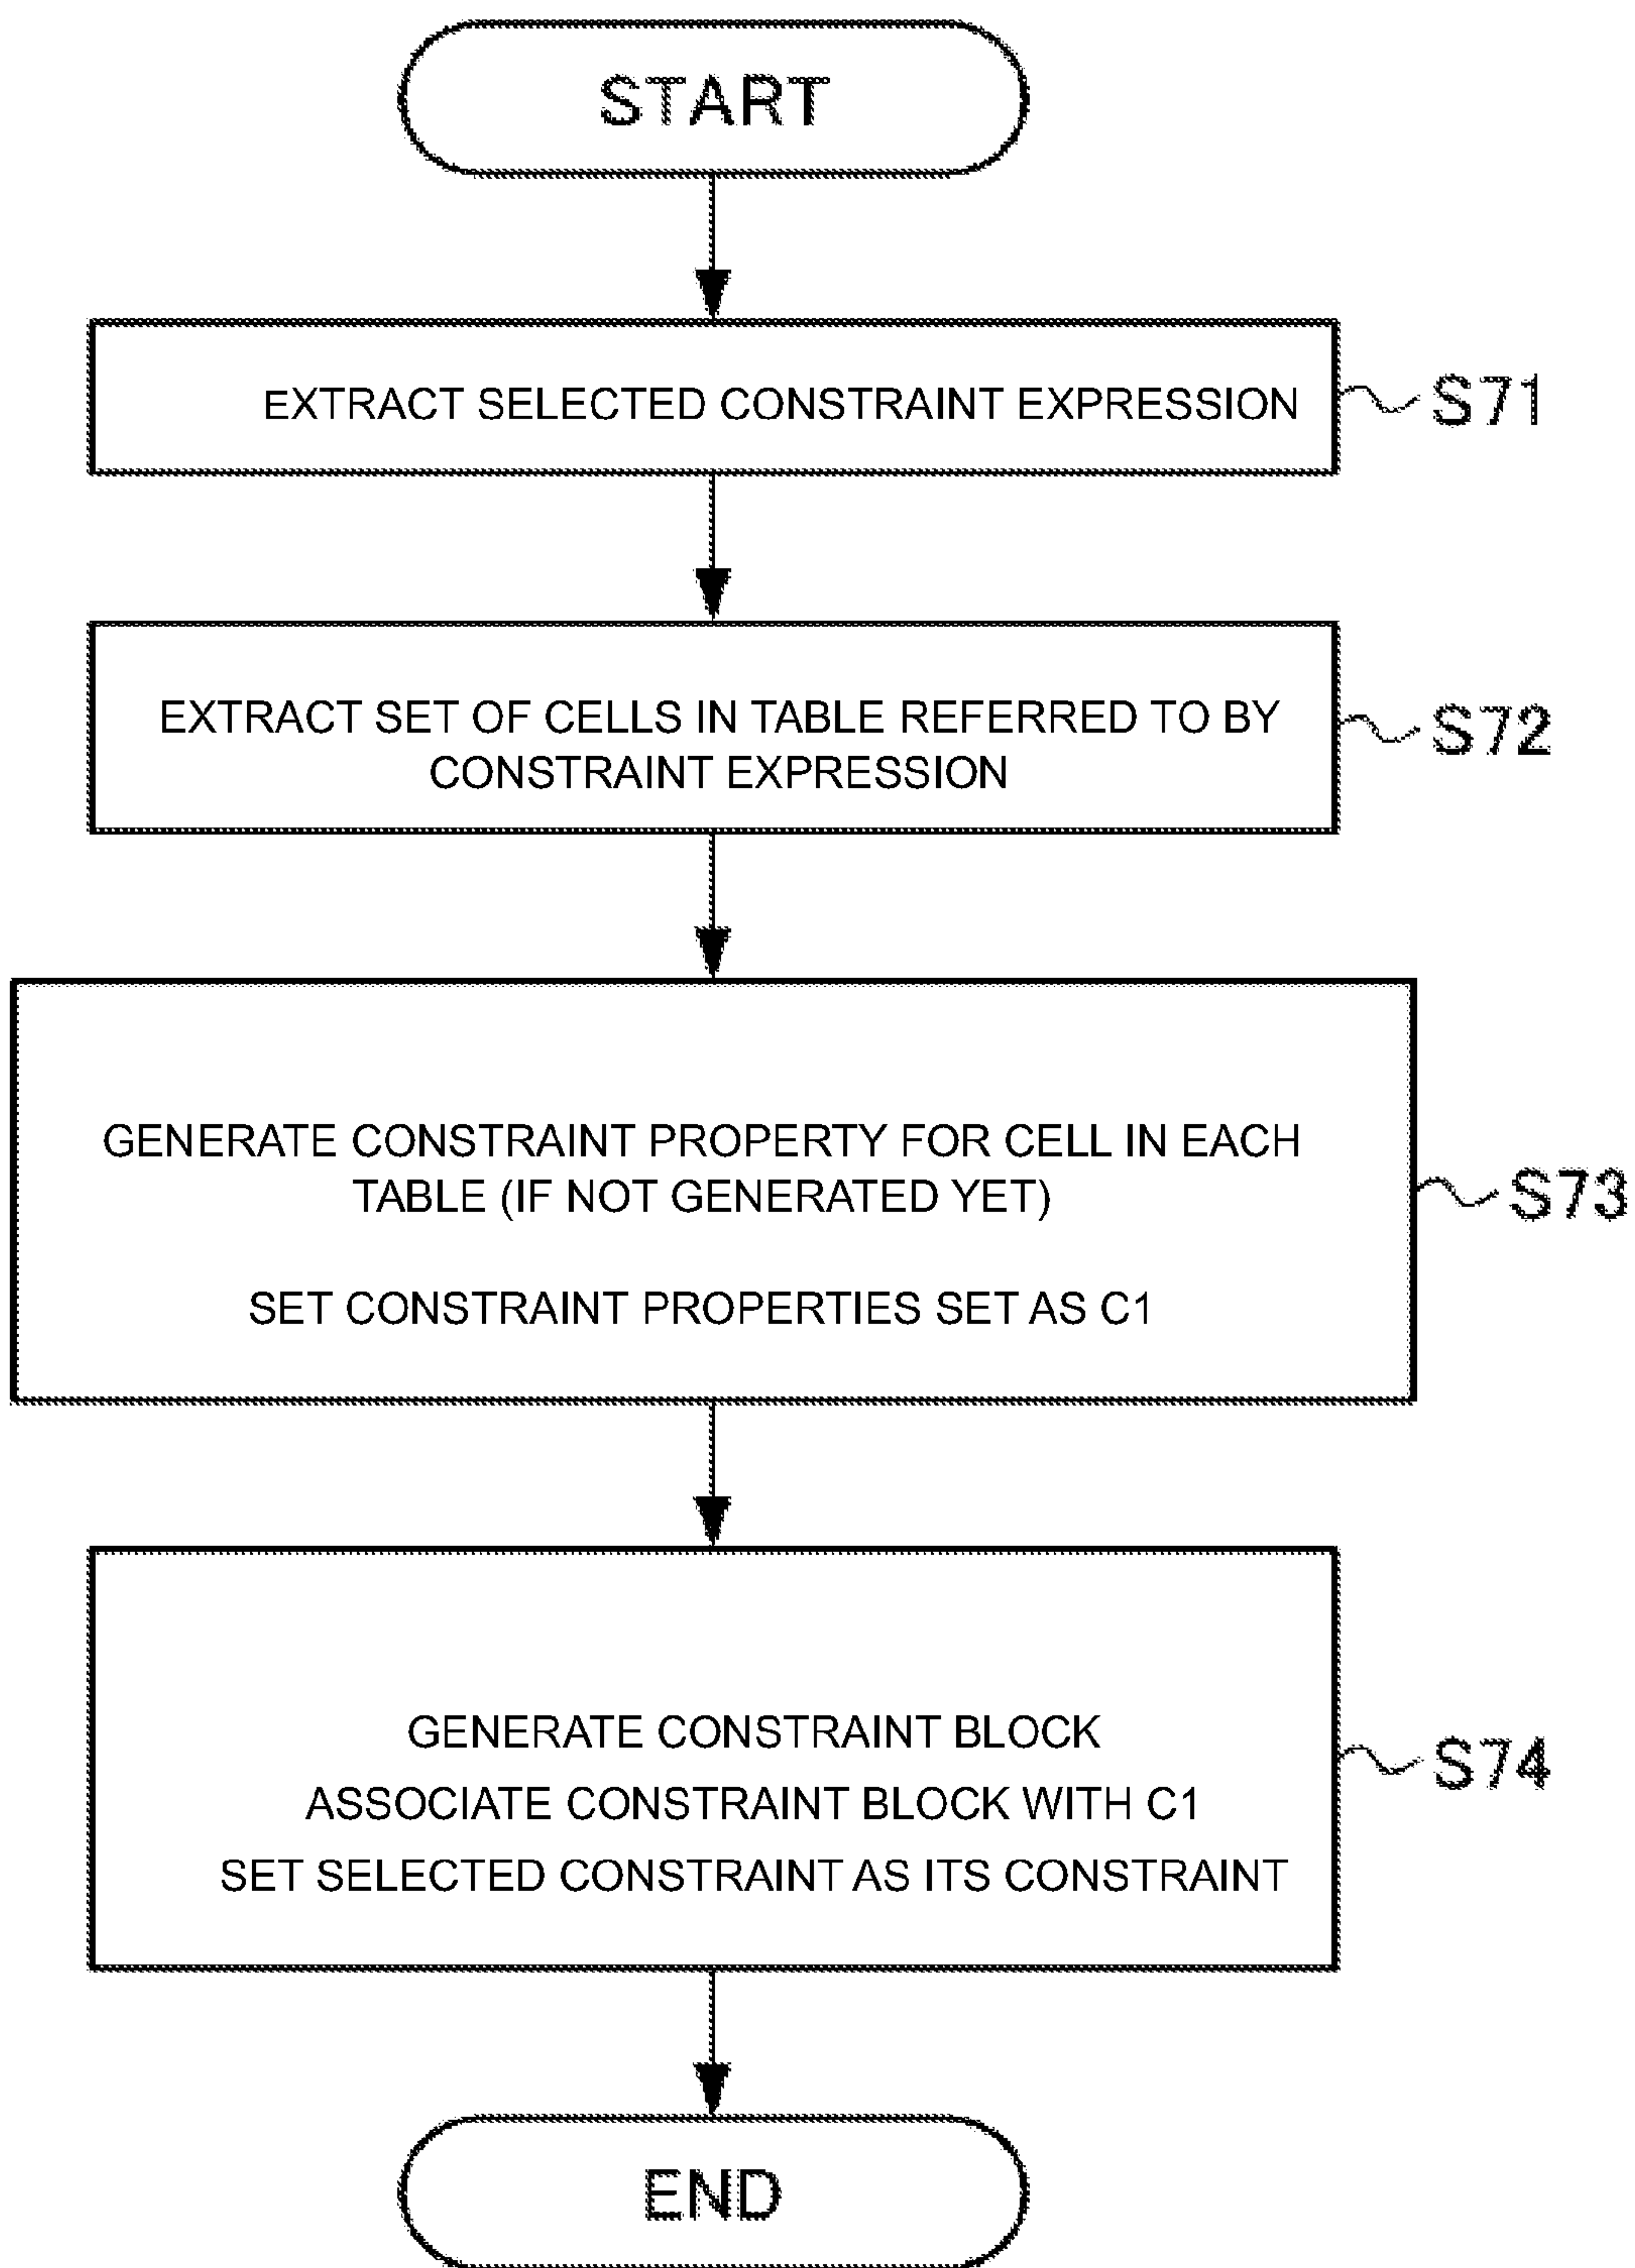 START
EXTRACT SELECTED CONSTRAINT EXPRESSION
S71
EXTRACT SET OF CELLS IN TABLE REFERRED TO BY
CONSTRAINT EXPRESSION
S72
GENERATE CONSTRAINT PROPERTY FOR CELL IN EACH
TABLE (IF NOT GENERATED YET)
SET CONSTRAINT PROPERTIES SET AS C1
S73
GENERATE CONSTRAINT BLOCK
ASSOCIATE CONSTRAINT BLOCK WITH C1
SET SELECTED CONSTRAINT AS ITS CONSTRAINT
S74
END